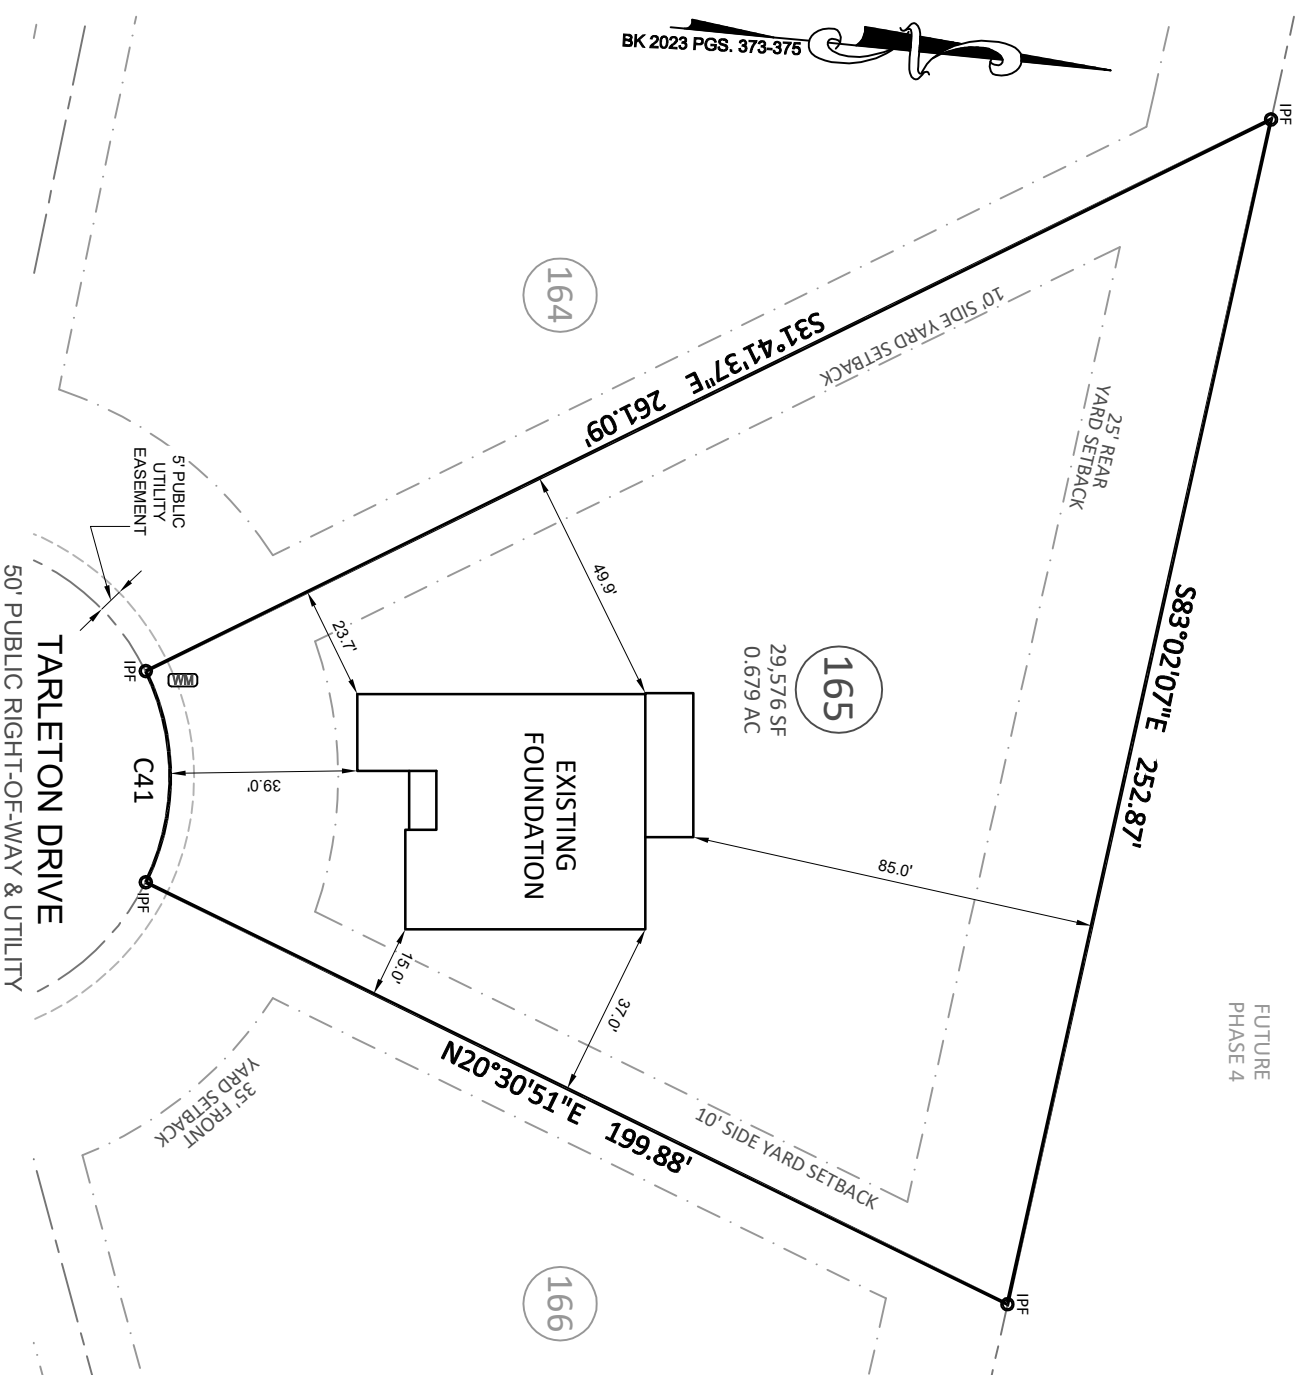 BK 2023 PGS. 373-375
IPF
164
S31°41'37"E 261.09'
10' SIDE YARD SETBACK
25' REAR
YARD SETBACK
S83°02'07"E 252.87'
5' PUBLIC
UTILITY
EASEMENT
49.9'
23.7'
165
29,576 SF
0.679 AC
IPF
WM
C41
39.0'
TARLETON DRIVE
50' PUBLIC RIGHT-OF-WAY & UTILITY
EXISTING
FOUNDATION
85.0'
IPF
15.0'
37.0'
N20°30'51"E 199.88'
10' SIDE YARD SETBACK
35' FRONT
YARD SETBACK
FUTURE
PHASE 4
166
IPF